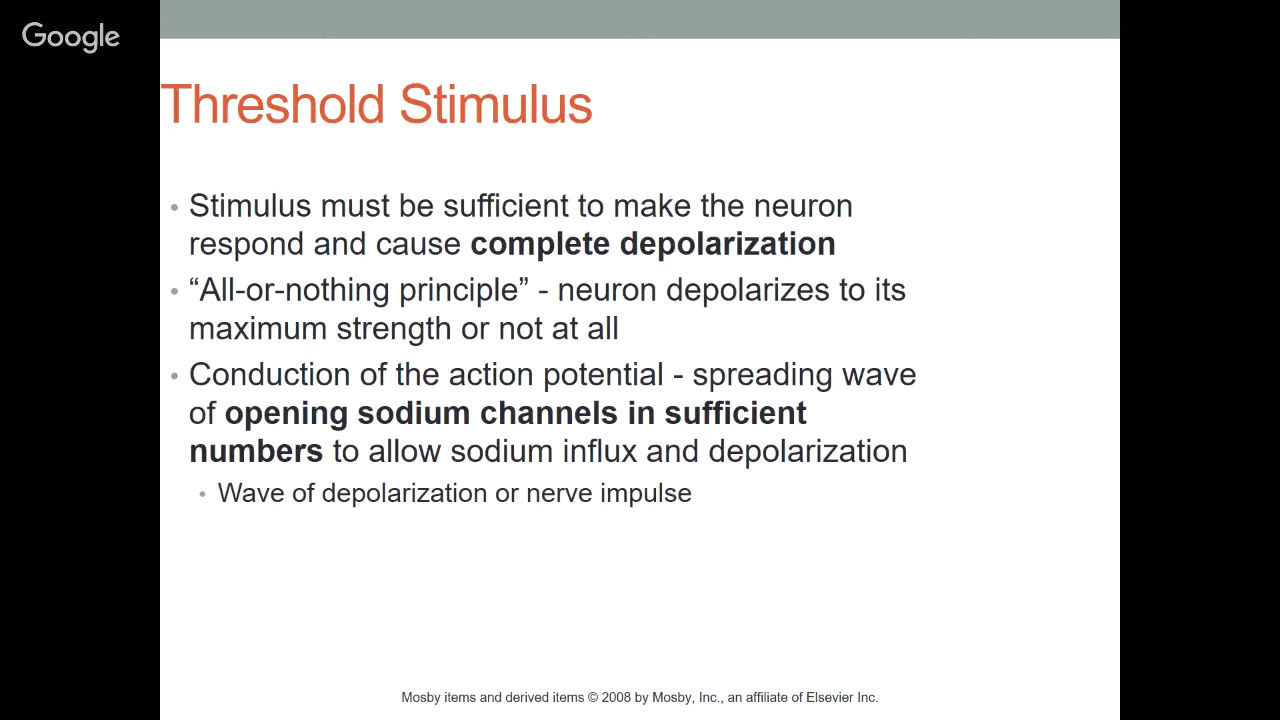 Google
Threshold Stimulus
• Stimulus must be sufficient to make the neuron
respond and cause complete depolarization
• “All-or-nothing principle” - neuron depolarizes to its
maximum strength or not at all
• Conduction of the action potential - spreading wave
of opening sodium channels in sufficient
numbers to allow sodium influx and depolarization
• Wave of depolarization or nerve impulse
Mosby items and derived items © 2008 by Mosby, Inc., an affiliate of Elsevier Inc.